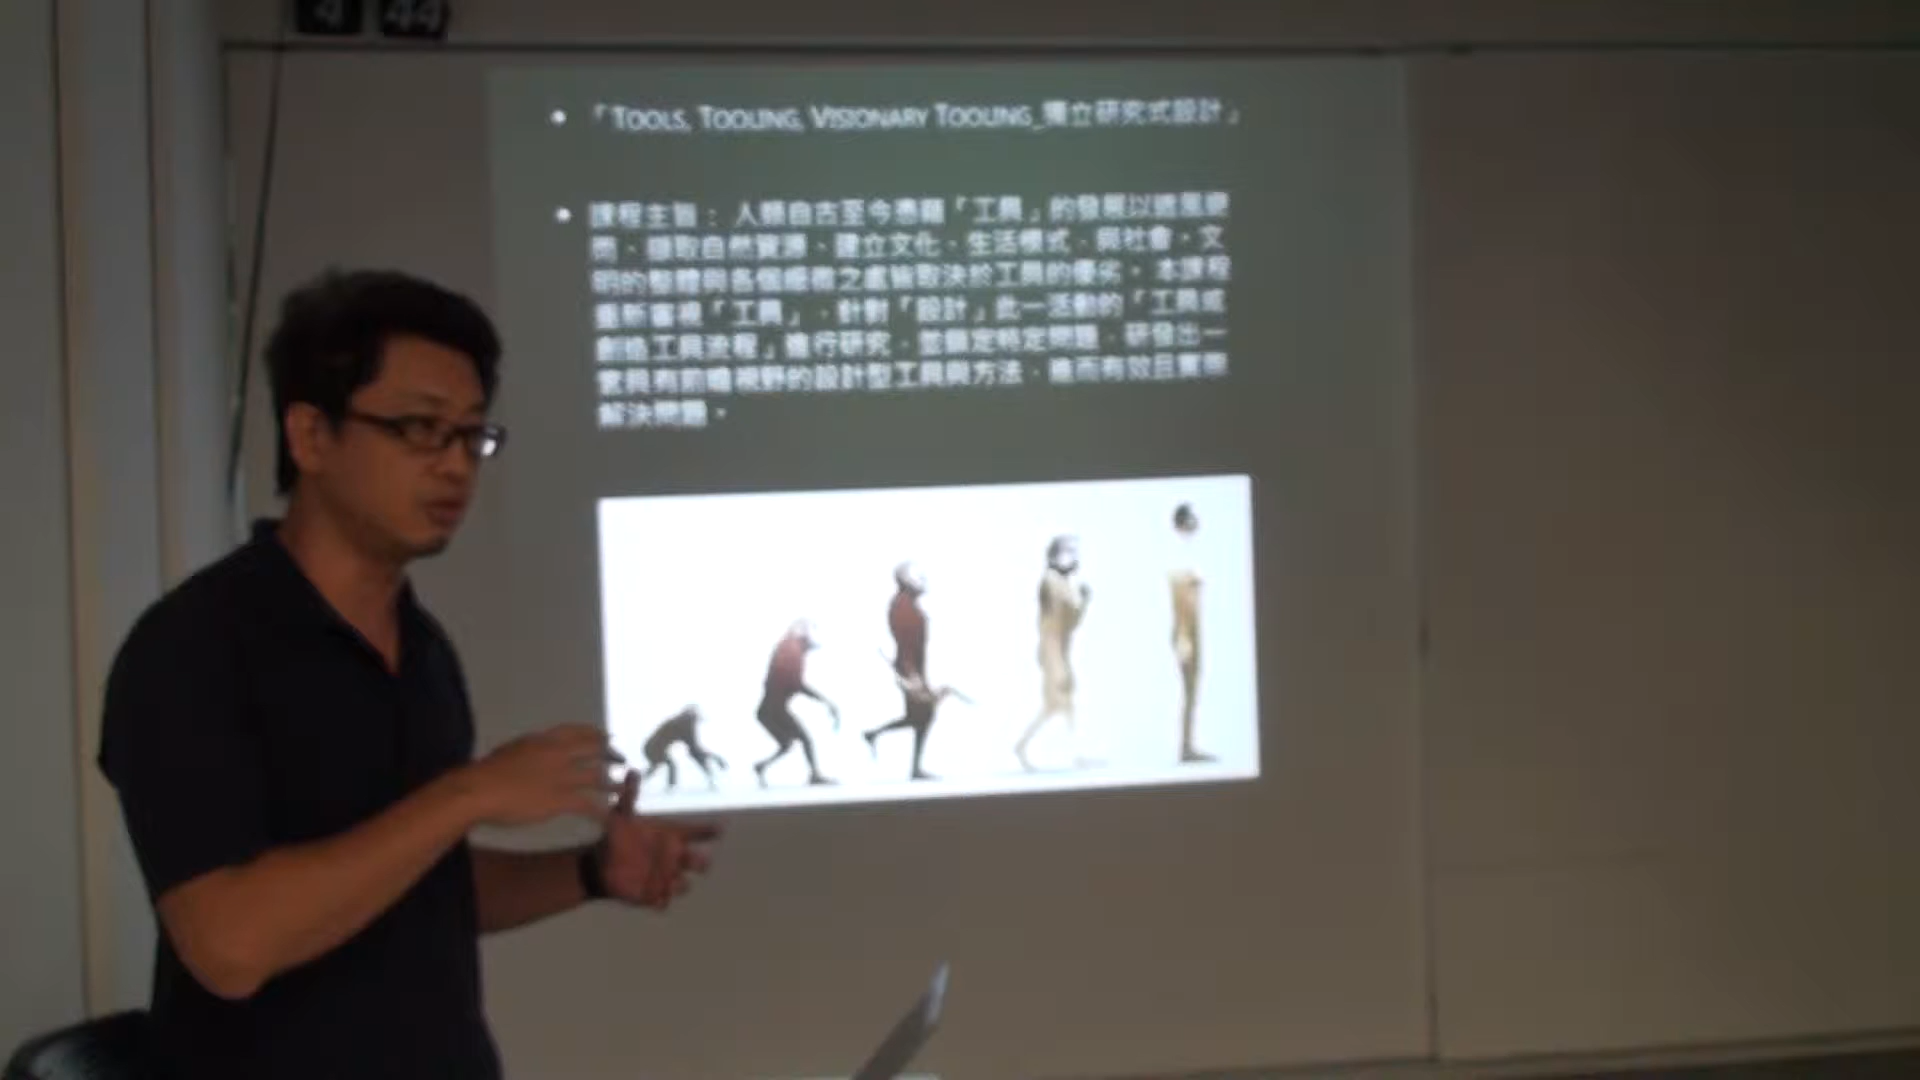 4 44
「TOOLS, TOOLING, VISIONARY TOOLING_獨立研究式設計」
課程主旨： 人類自古至今憑藉「工具」的發展以遮風避
雨、擷取自然資源、建立文化、生活模式，與社會。文
明的整體與各個細微之處皆取決於工具的優劣。 本課程
重新審視「工具」，針對「設計」此一活動的「工具或
創造工具流程」進行研究，並鎖定特定問題，研發出一
套具有前瞻視野的設計型工具與方法，進而有效且實際
解決問題。